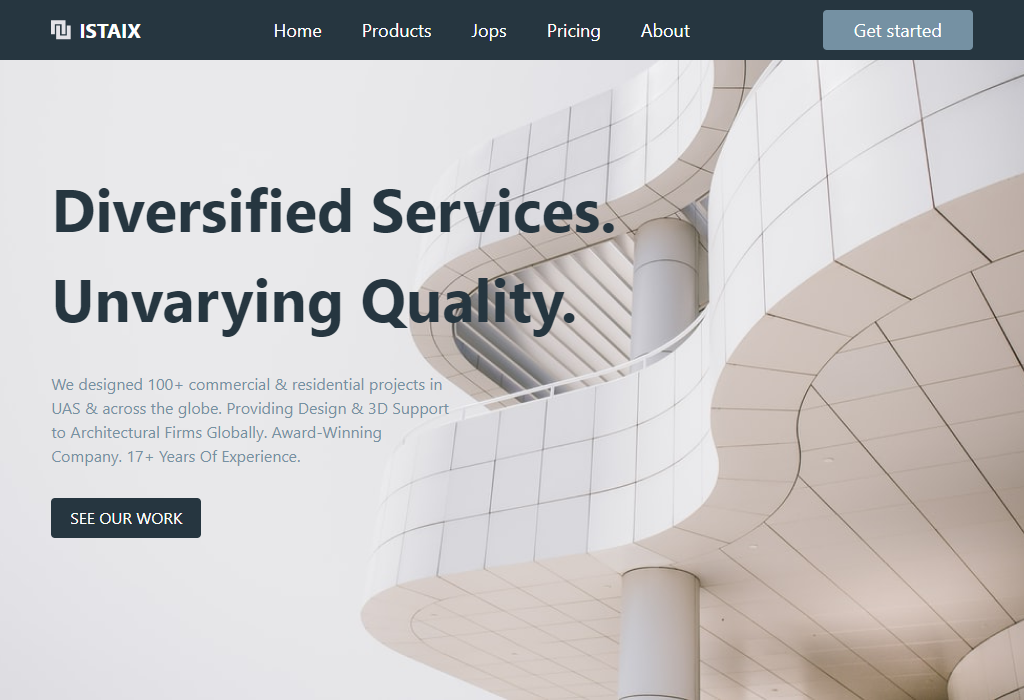 ISTAIX
Home Products Jops Pricing About
Get started
Diversified Services.
Unvarying Quality.
We designed 100+ commercial & residential projects in
UAS & across the globe. Providing Design & 3D Support
to Architectural Firms Globally. Award-Winning
Company. 17+ Years Of Experience.
SEE OUR WORK